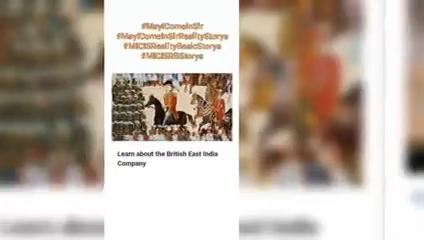 #MayIComeInSir
#MayIComeInSirRealityStorys
#MICISRealityBasicStorys
#MICISRBStorys
Learn about the British East India
Company